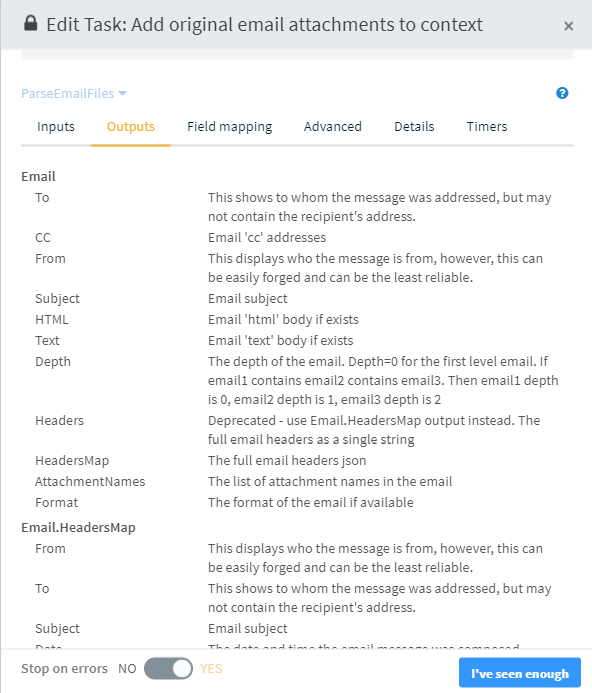 Edit Task: Add original email attachments to context ×
ParseEmailFiles ?
Inputs Outputs Field mapping Advanced Details Timers
Email
To This shows to whom the message was addressed, but may
not contain the recipient's address.
CC Email 'cc' addresses
From This displays who the message is from, however, this can
be easily forged and can be the least reliable.
Subject Email subject
HTML Email 'html' body if exists
Text Email 'text' body if exists
Depth The depth of the email. Depth=0 for the first level email. If
email1 contains email2 contains email3. Then email1 depth
is 0, email2 depth is 1, email3 depth is 2
Headers Deprecated - use Email.HeadersMap output instead. The
full email headers as a single string
HeadersMap The full email headers json
AttachmentNames The list of attachment names in the email
Format The format of the email if available
Email.HeadersMap
From This displays who the message is from, however, this can
be easily forged and can be the least reliable.
To This shows to whom the message was addressed, but may
not contain the recipient's address.
Subject Email subject
Date The date and time the email message was composed
Stop on errors NO YES I've seen enough